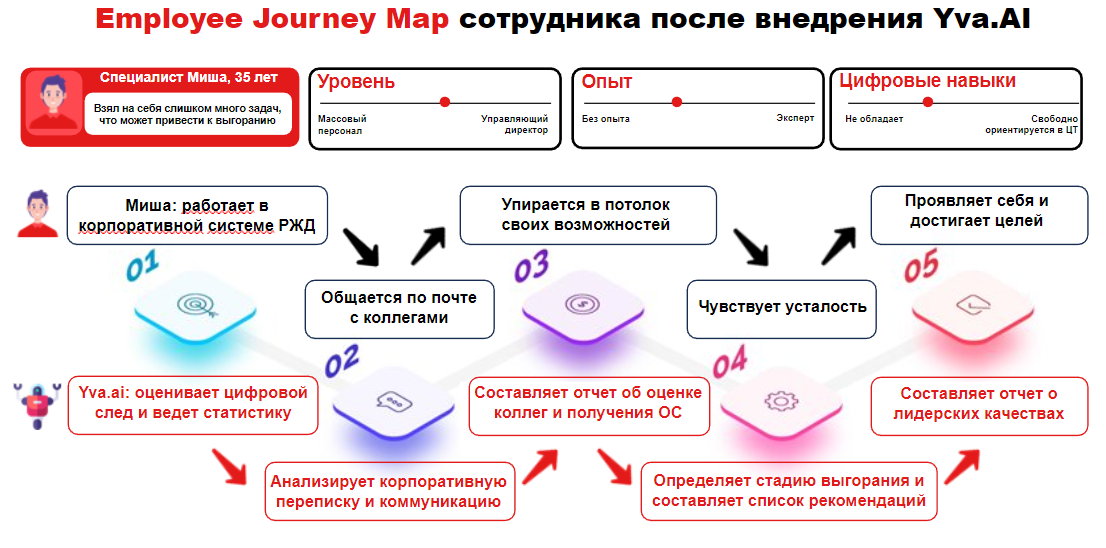 Employee Journey Map сотрудника после внедрения Yva.AI
Специалист Миша, 35 лет
Взял на себя слишком много задач,
что может привести к выгоранию
Уровень
Массовый
персонал
Управляющий
директор
Опыт
Без опыта
Эксперт
Цифровые навыки
Не обладает
Свободно
ориентируется в ЦТ
Миша: работает в
корпоративной системе РЖД
Упирается в потолок
своих возможностей
Проявляет себя и
достигает целей
01
Общается по почте
с коллегами
03
Чувствует усталость
05
02
04
Yva.ai: оценивает цифровой
след и ведет статистику
Составляет отчет об оценке
коллег и получения ОС
Составляет отчет о
лидерских качествах
Анализирует корпоративную
переписку и коммуникацию
Определяет стадию выгорания и
составляет список рекомендаций